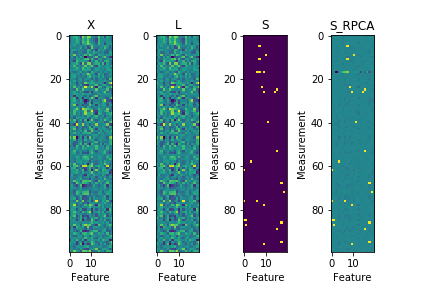 X L S S_RPCA
0 0 0 0
20 20 20 20
40 40 40 40
60 60 60 60
80 80 80 80
Measurement Measurement Measurement Measurement
0 10 0 10 0 10 0 10
Feature Feature Feature Feature